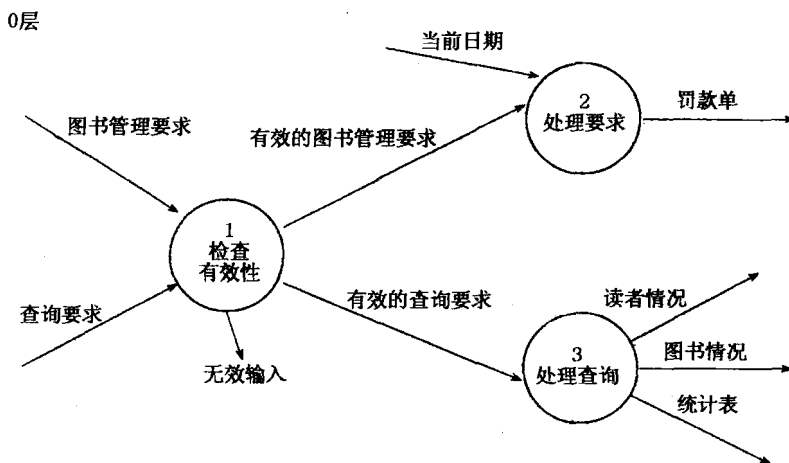 0层
当前日期
2
处理要求
罚款单
图书管理要求
有效的图书管理要求
1
检查
有效性
查询要求
有效的查询要求
无效输入
3
处理查询
读者情况
图书情况
统计表